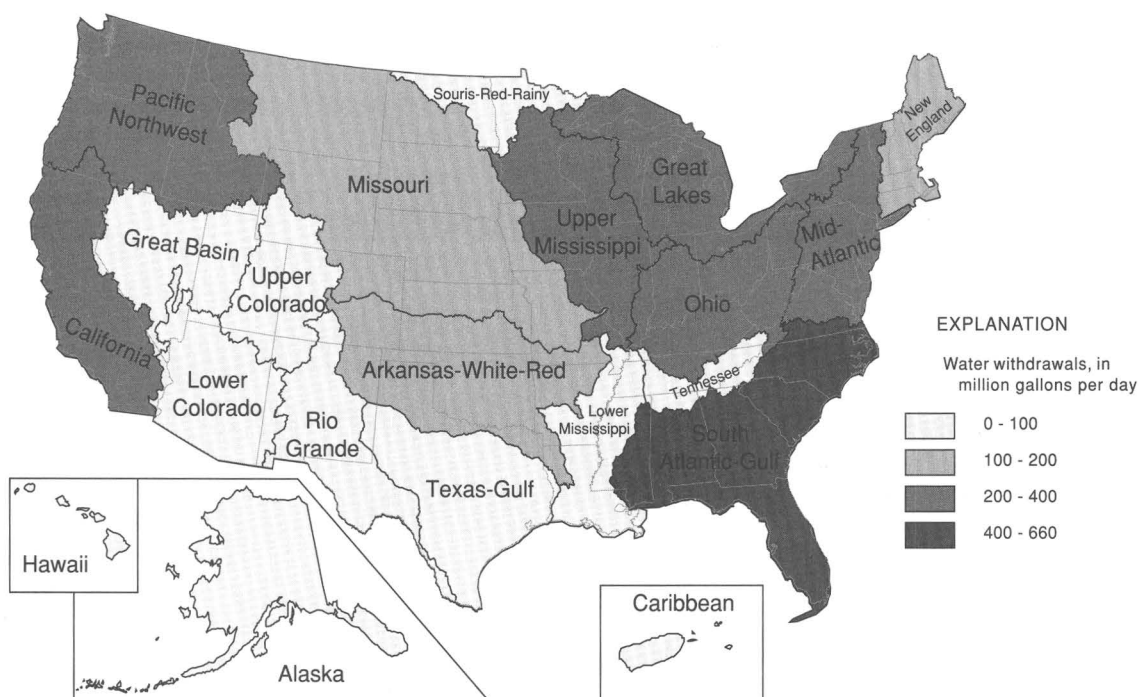 Souris-Red-Rainy
Pacific
Northwest
New
England
Missouri
Great
Lakes
Upper
Mississippi
Great Basin
Mid-
Atlantic
Upper
Colorado
Ohio
California
Arkansas-White-Red
Tennessee
Lower
Colorado
Rio
Grande
Lower
Mississippi
South
Atlantic-Gulf
Texas-Gulf
Hawaii
Alaska
Caribbean
EXPLANATION
Water withdrawals, in
million gallons per day
0 - 100
100 - 200
200 - 400
400 - 660